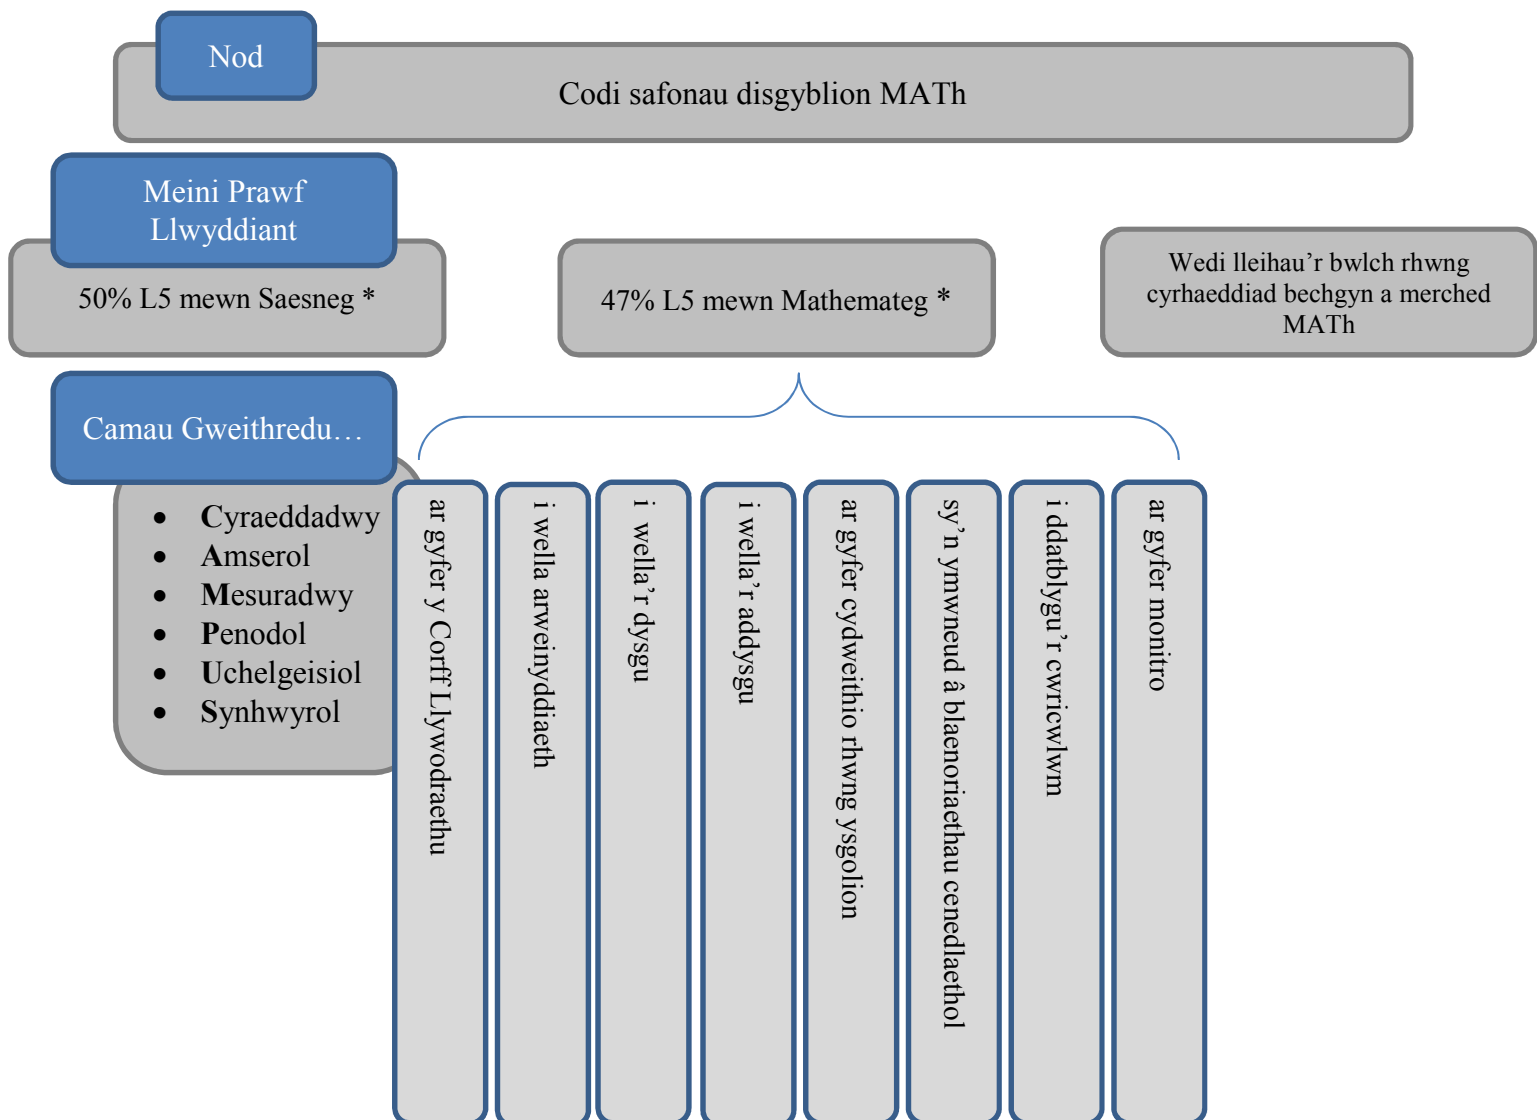 Nod
Codi safonau disgyblion MATh
Meini Prawf
Llwyddiant
50% L5 mewn Saesneg *
47% L5 mewn Mathemateg *
Wedi lleihau’r bwlch rhwng
cyrhaeddiad bechgyn a merched
MATh
Camau Gweithredu…
• Cyraeddadwy
• Amserol
• Mesuradwy
• Penodol
• Uchelgeisiol
• Synhwyrol
ar gyfer y Corff Llywodraethu
i wella arweinyddiaeth
i wella’r dysgu
i wella’r addysgu
ar gyfer cydweithio rhwng ysgolion
sy’n ymwneud â blaenoriaethau cenedlaethol
i ddatblygu’r cwricwlwm
ar gyfer monitro